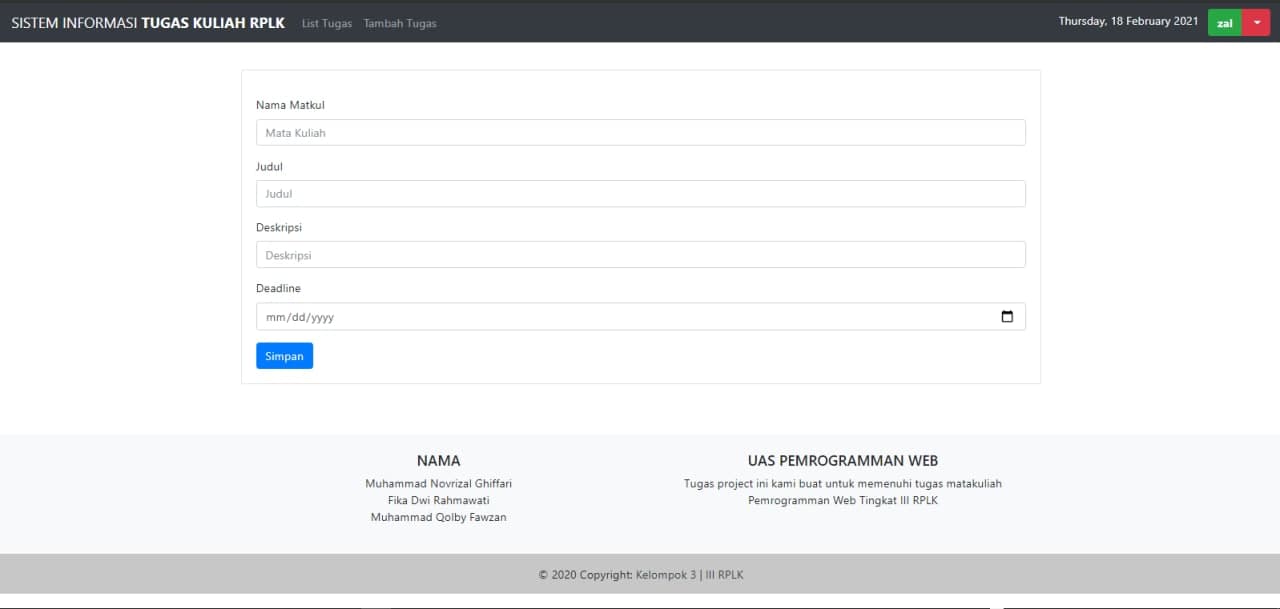 SISTEM INFORMASI TUGAS KULIAH RPLK List Tugas Tambah Tugas Thursday, 18 February 2021 zal
Nama Matkul
Mata Kuliah
Judul
Judul
Deskripsi
Deskripsi
Deadline
mm/dd/yyyy
Simpan
NAMA
Muhammad Novrizal Ghiffari
Fika Dwi Rahmawati
Muhammad Qolby Fawzan
UAS PEMROGRAMMAN WEB
Tugas project ini kami buat untuk memenuhi tugas matakuliah
Pemrogramman Web Tingkat III RPLK
© 2020 Copyright: Kelompok 3 | III RPLK